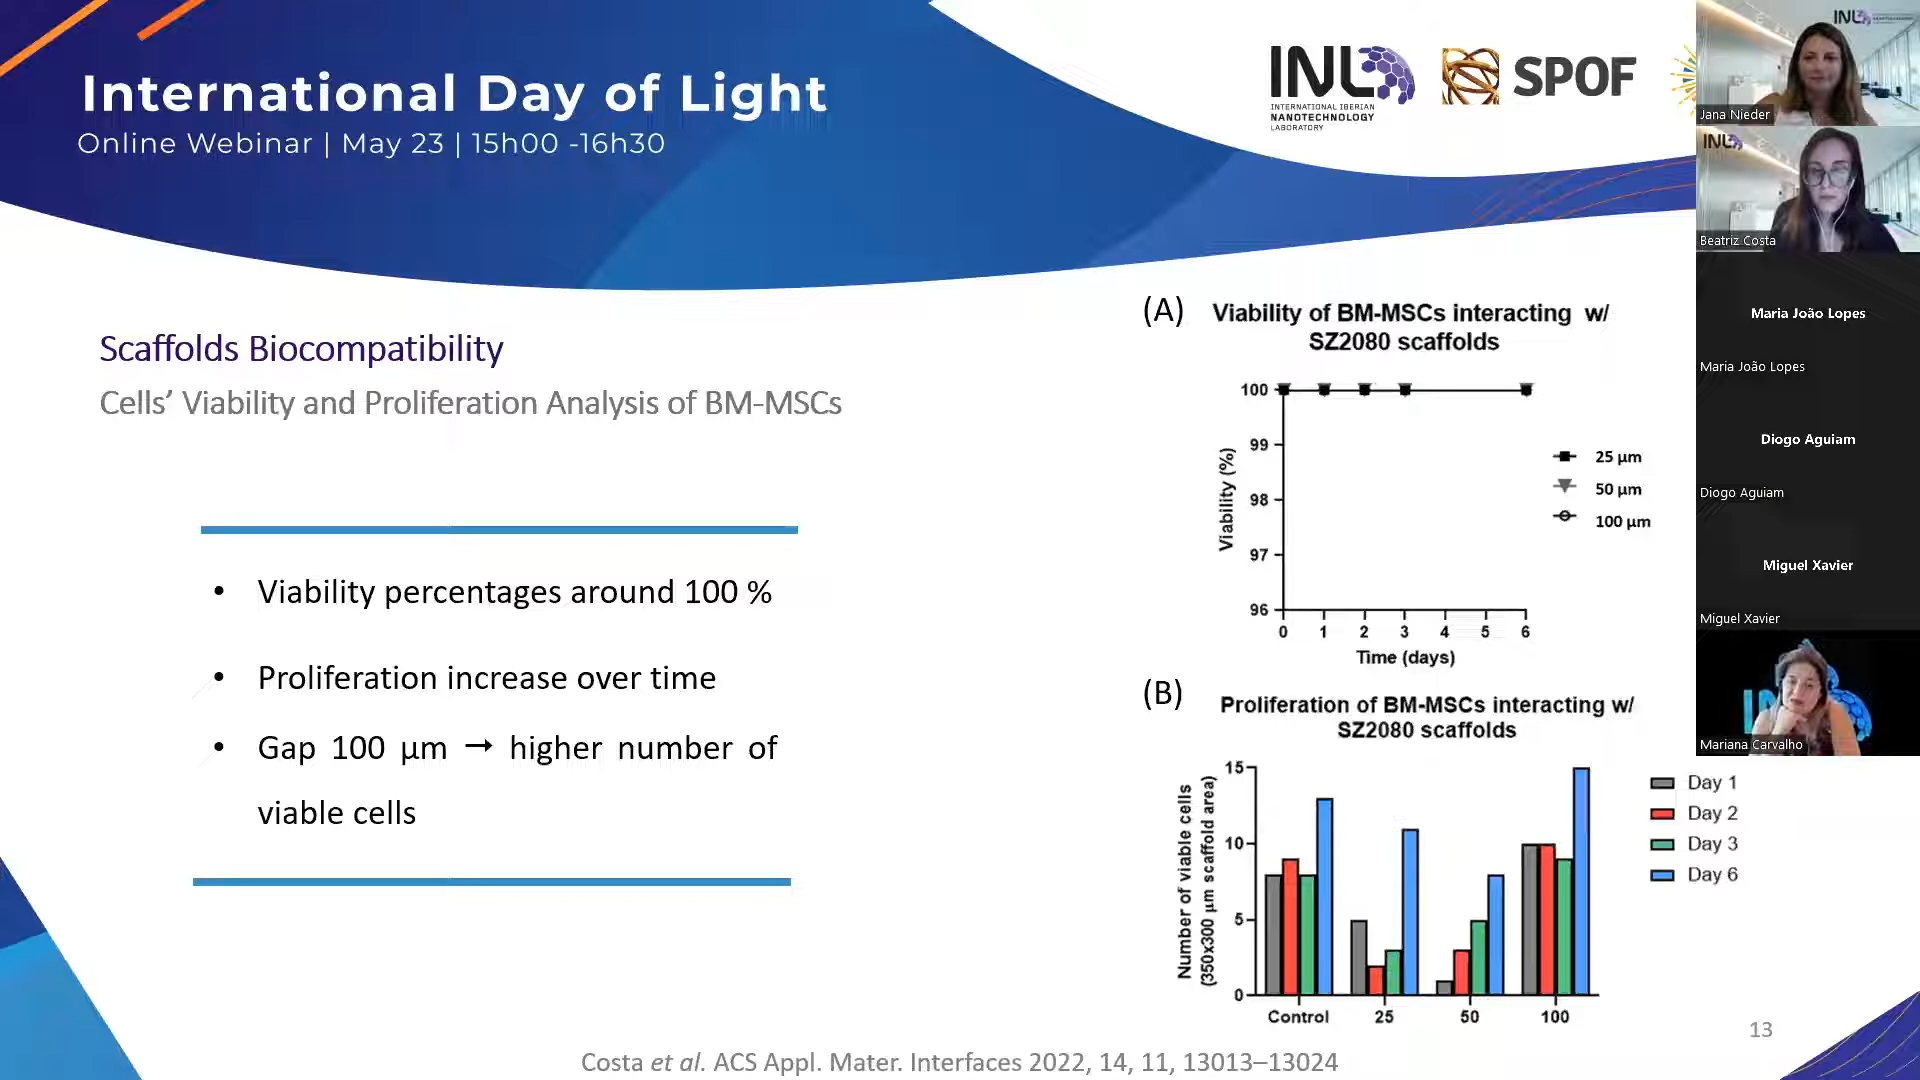 International Day of Light
Online Webinar | May 23 | 15h00 -16h30
INL
INTERNATIONAL IBERIAN
NANOTECHNOLOGY
LABORATORY
SPOF
Scaffolds Biocompatibility
Cells’ Viability and Proliferation Analysis of BM-MSCs
• Viability percentages around 100 %
• Proliferation increase over time
• Gap 100 µm → higher number of
viable cells
(A)
Viability of BM-MSCs interacting w/
SZ2080 scaffolds
Viability (%)
100
99
98
97
96
0 1 2 3 4 5 6
Time (days)
25 µm
50 µm
100 µm
(B)
Proliferation of BM-MSCs interacting w/
SZ2080 scaffolds
Number of viable cells
(350x300 µm scaffold area)
15
10
5
0
Control 25 50 100
Day 1
Day 2
Day 3
Day 6
Costa et al. ACS Appl. Mater. Interfaces 2022, 14, 11, 13013–13024
13
INL
Jana Nieder
INL
Beatriz Costa
Maria João Lopes
Maria João Lopes
Diogo Aguiam
Diogo Aguiam
Miguel Xavier
Miguel Xavier
Mariana Carvalho